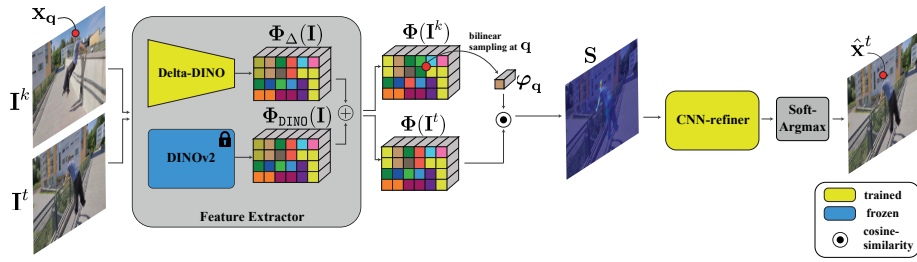 x_q
I^k
I^t
Delta-DINO
DINOv2
Φ_Δ(I)
Φ_DINO(I)
Feature Extractor
Φ(I^k)
Φ(I^t)
bilinear
sampling at q
φ_q
S
CNN-refiner
Soft-
Argmax
x̂^t
trained
frozen
cosine-
similarity